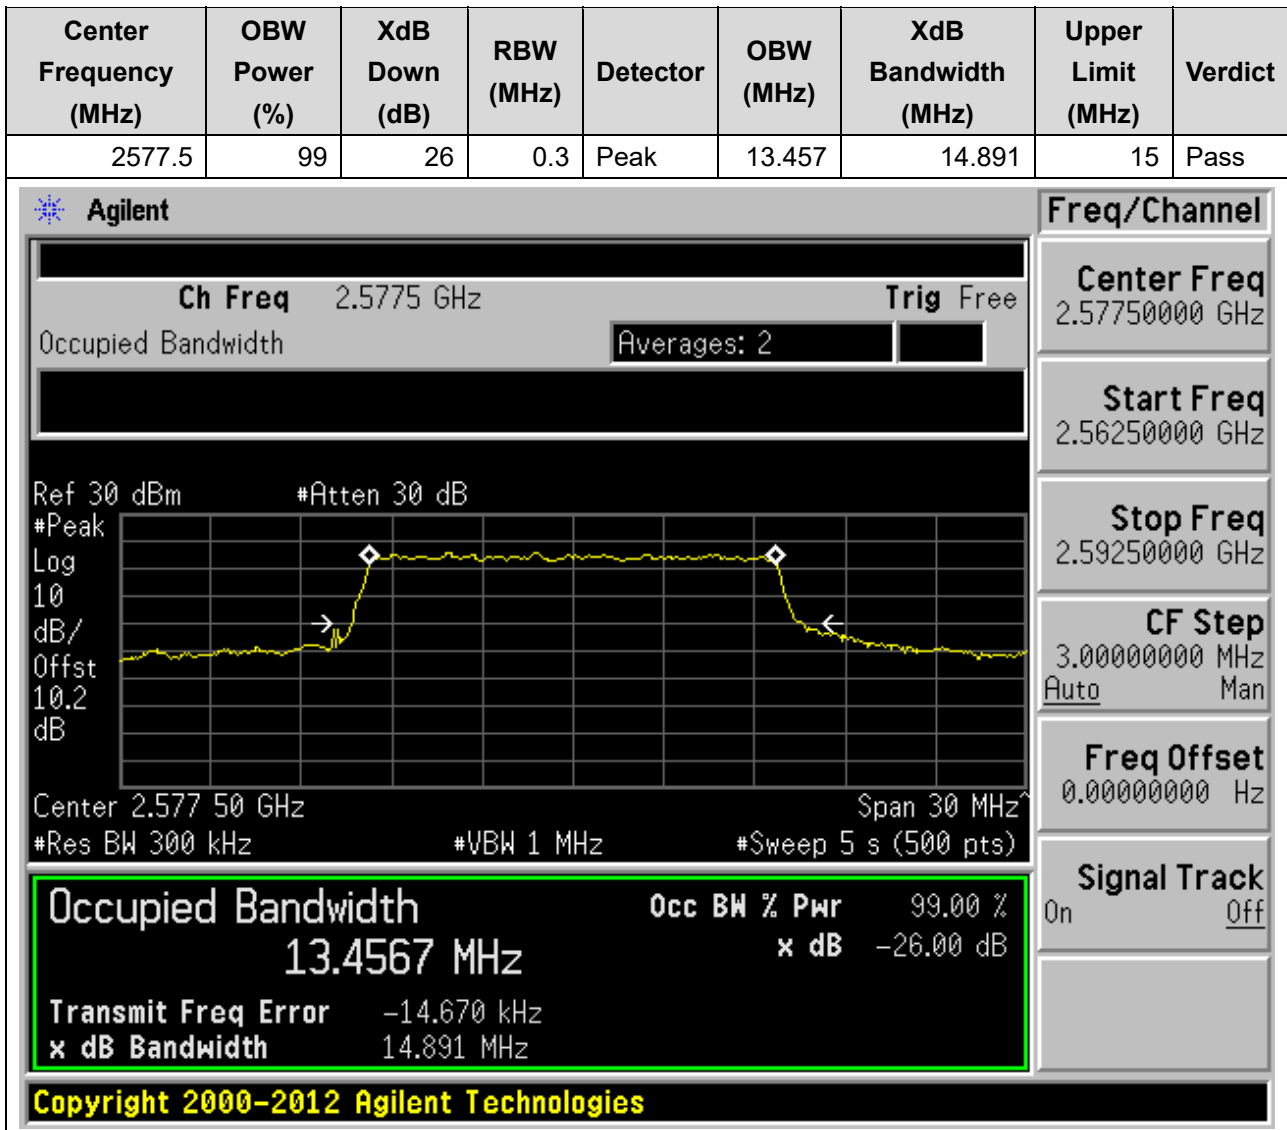 Center Frequency (MHz) OBW Power (%) XdB Down (dB) RBW (MHz) Detector OBW (MHz) XdB Bandwidth (MHz) Upper Limit (MHz) Verdict
2577.5 99 26 0.3 Peak 13.457 14.891 15 Pass
Agilent
Freq/Channel
Ch Freq 2.5775 GHz Trig Free
Occupied Bandwidth Averages: 2
Center Freq
2.57750000 GHz
Start Freq
2.56250000 GHz
Stop Freq
2.59250000 GHz
CF Step
3.00000000 MHz
Auto Man
Freq Offset
0.00000000 Hz
Signal Track
On Off
Ref 30 dBm #Atten 30 dB
#Peak
Log
10
dB/
Offst
10.2
dB
Center 2.577 50 GHz Span 30 MHz^
#Res BW 300 kHz #VBW 1 MHz #Sweep 5 s (500 pts)
Occupied Bandwidth Occ BW % Pwr 99.00 %
13.4567 MHz x dB -26.00 dB
Transmit Freq Error -14.670 kHz
x dB Bandwidth 14.891 MHz
Copyright 2000-2012 Agilent Technologies